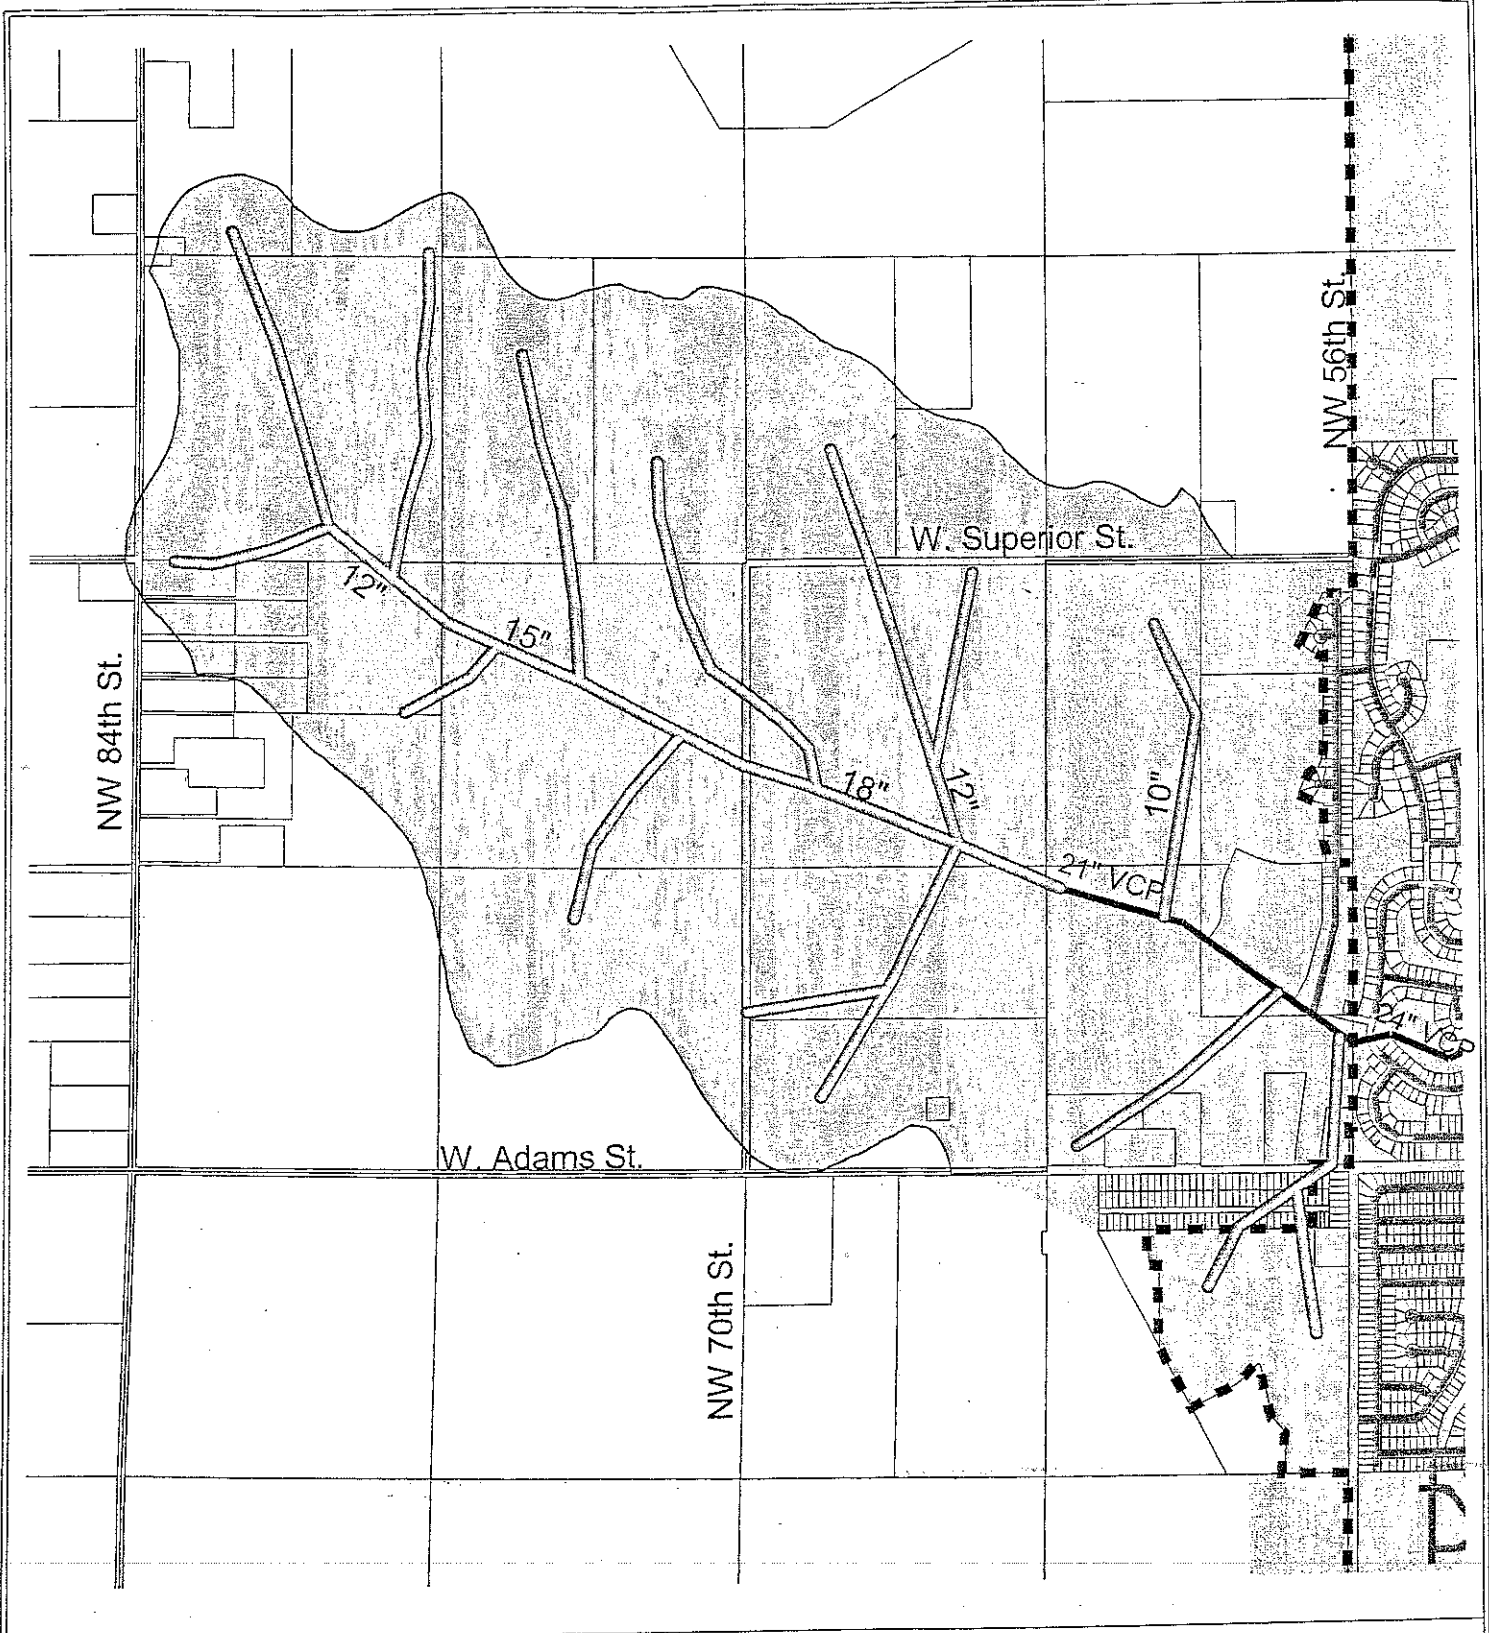 NW 56th St.
W. Superior St.
12"
15"
NW 84th St.
18"
12"
10"
21" VCP
24" VC
W. Adams St.
NW 70th St.